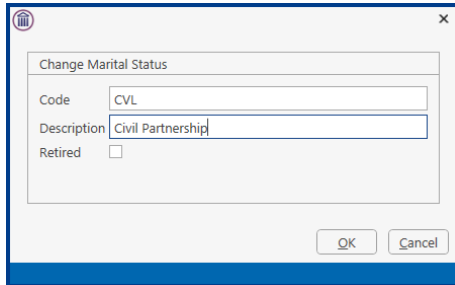 Change Marital Status
Code CVL
Description Civil Partnership
Retired
OK Cancel